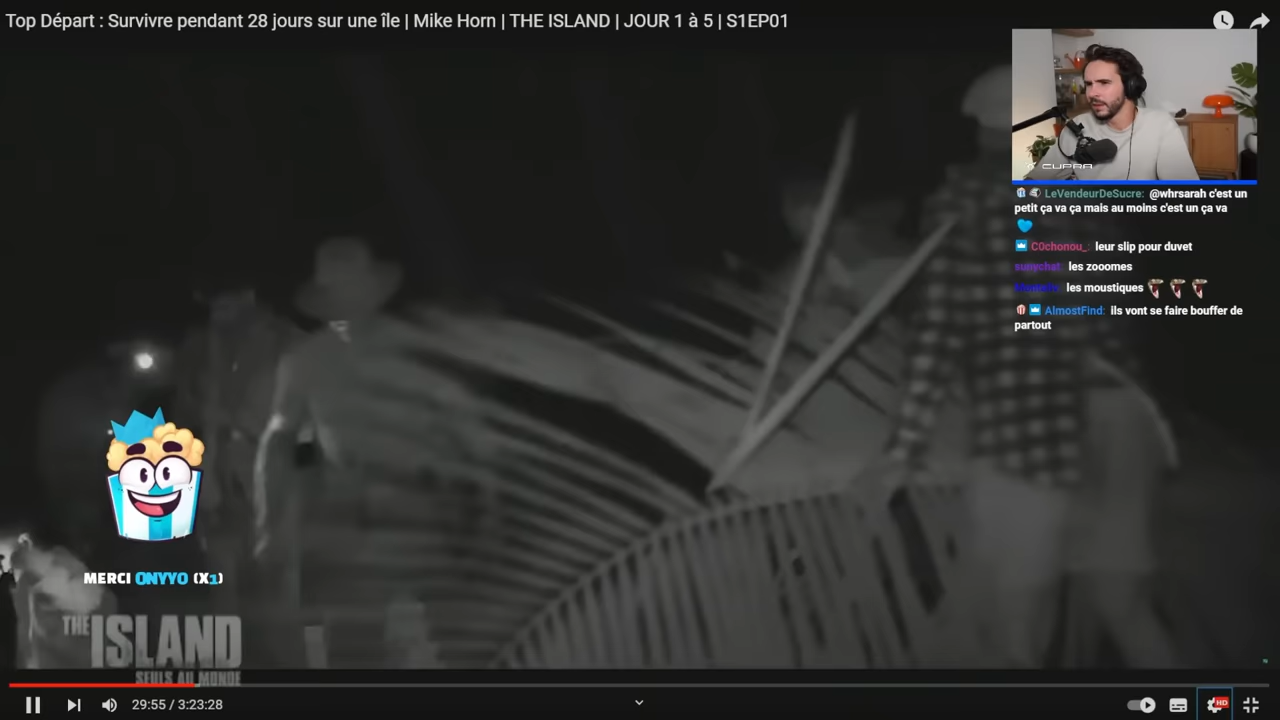 Top Départ : Survivre pendant 28 jours sur une île | Mike Horn | THE ISLAND | JOUR 1 à 5 | S1EP01
CUPRA
LeVendeurDeSucre: @whrsarah c'est un
petit ça va ça mais au moins c'est un ça va
C0chonou_: leur slip pour duvet
sunychat: les zooomes
les moustiques
AlmostFind: ils vont se faire bouffer de
partout
MERCI ONYYO (X1)
THE ISLAND
SEULS AU MONDE
29:55 / 3:23:28
HD